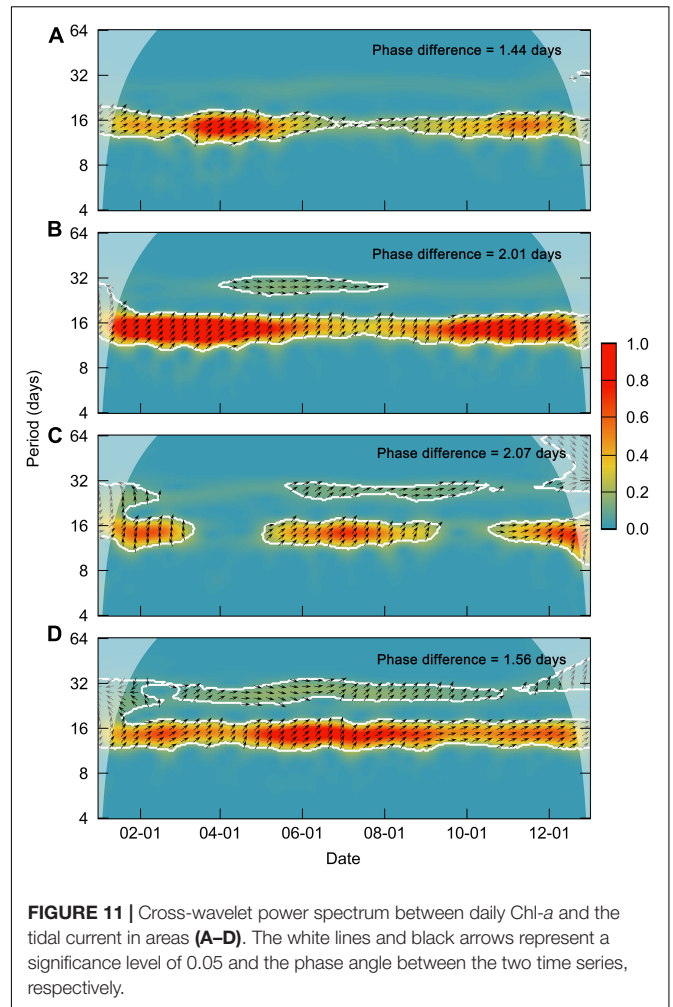 A
64
32
16
8
4
Phase difference = 1.44 days
B
64
32
16
8
4
Phase difference = 2.01 days
C
64
32
16
8
4
Phase difference = 2.07 days
D
64
32
16
8
4
Phase difference = 1.56 days
Period (days)
1.0
0.8
0.6
0.4
0.2
0.0
02-01 04-01 06-01 08-01 10-01 12-01
Date
FIGURE 11 | Cross-wavelet power spectrum between daily Chl-a and the
tidal current in areas (A–D). The white lines and black arrows represent a
significance level of 0.05 and the phase angle between the two time series,
respectively.